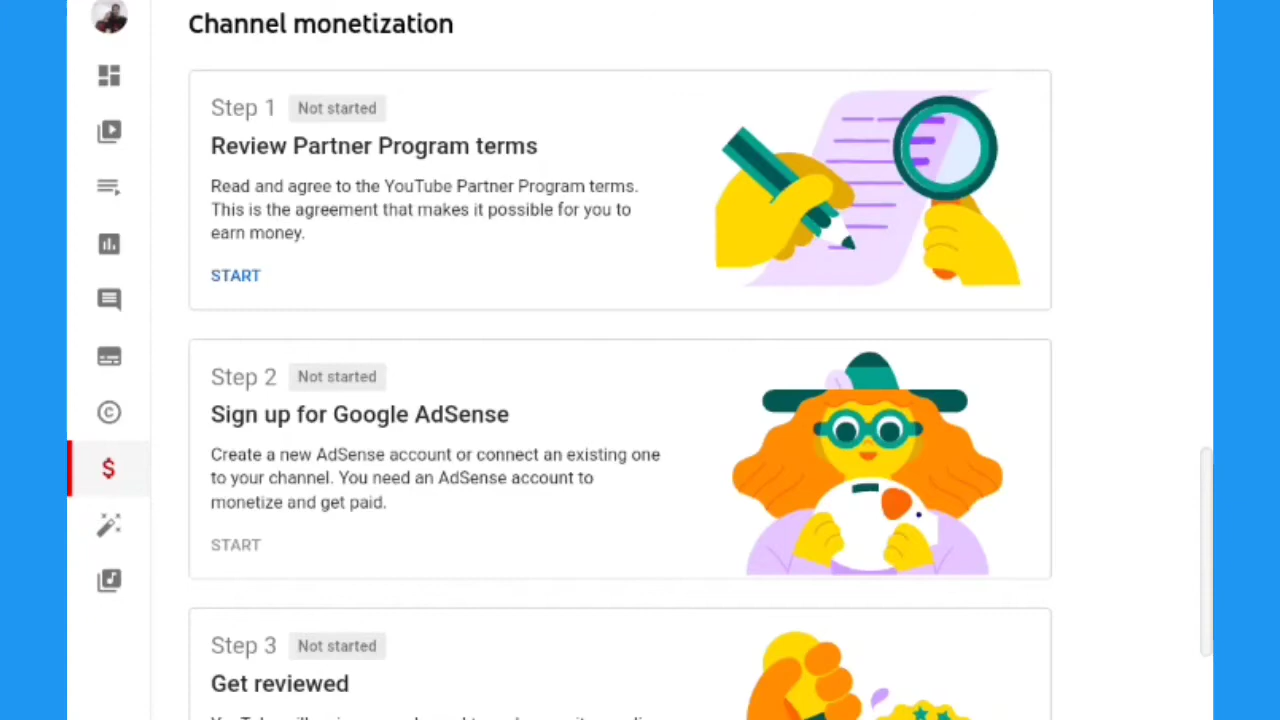 Channel monetization
Step 1 Not started
Review Partner Program terms
Read and agree to the YouTube Partner Program terms.
This is the agreement that makes it possible for you to
earn money.
START
Step 2 Not started
Sign up for Google AdSense
Create a new AdSense account or connect an existing one
to your channel. You need an AdSense account to
monetize and get paid.
START
Step 3 Not started
Get reviewed